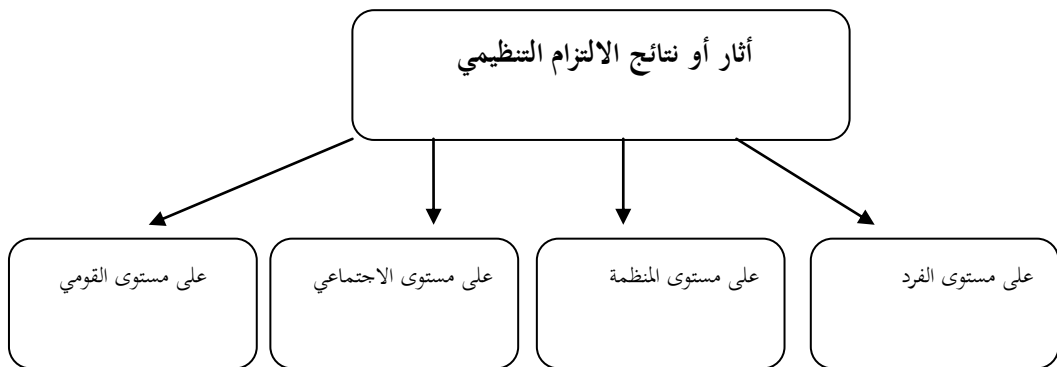 أثار أو نتائج الالتزام التنظيمي
على مستوى الفرد
على مستوى المنظمة
على مستوى الاجتماعي
على مستوى القومي